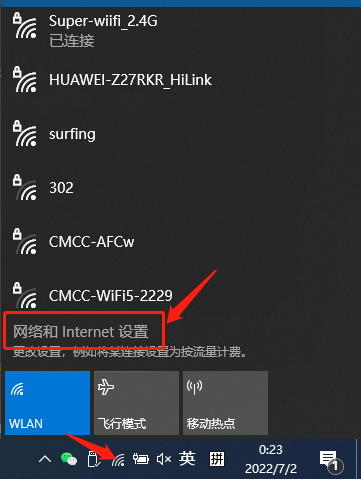 Super-wiifi_2.4G
已连接
HUAWEI-Z27RKR_HiLink
surfing
302
CMCC-AFCw
CMCC-WiFi5-2229
网络和 Internet 设置
更改设置，例如将某连接设置为按流量计费。
WLAN
飞行模式
移动热点
英
拼
0:23
2022/7/2
1